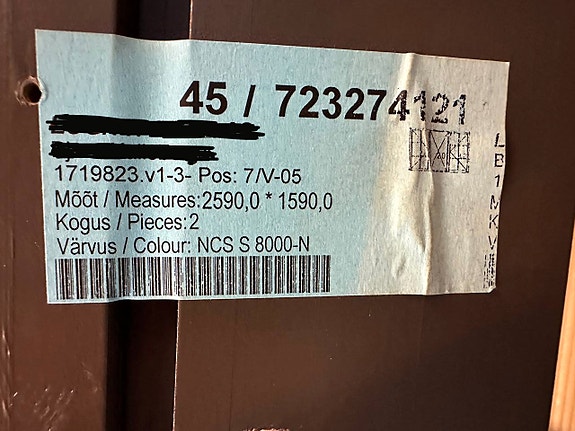 45 / 723274121
1719823.v1-3- Pos: 7/V-05
Mõõt / Measures:2590,0 * 1590,0
Kogus / Pieces:2
Värvus / Colour: NCS S 8000-N
L
B
1
M
K
V